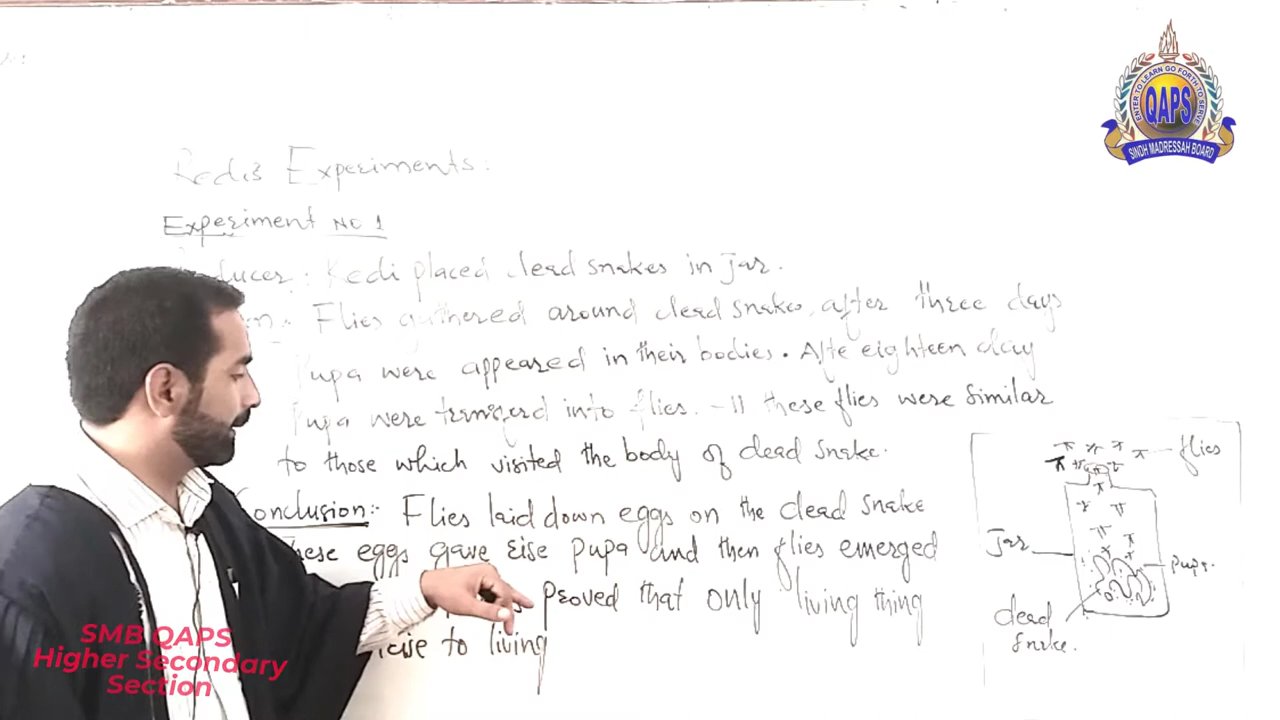 Redi's Experiments:
Experiment NO 1
ducer: Redi placed dead snakes in Jar.
Flies gathered around dead snake, after three days
Pupa were appeared in their bodies. Afte eighteen day
Pupa were into flies. - 11 these flies were similar
to those which visited the body of dead snake.
Conclusion:- Flies laid down eggs on the dead snake
these eggs gave rise pupa and then flies emerged
proved that only living thing
rise to living
flies
Jar
pupa.
dead
snake.
ENTER TO LEARN GO FORTH TO SERVE
QAPS
SINDH MADRESSAH BOARD
SMB QAPS
Higher Secondary
Section